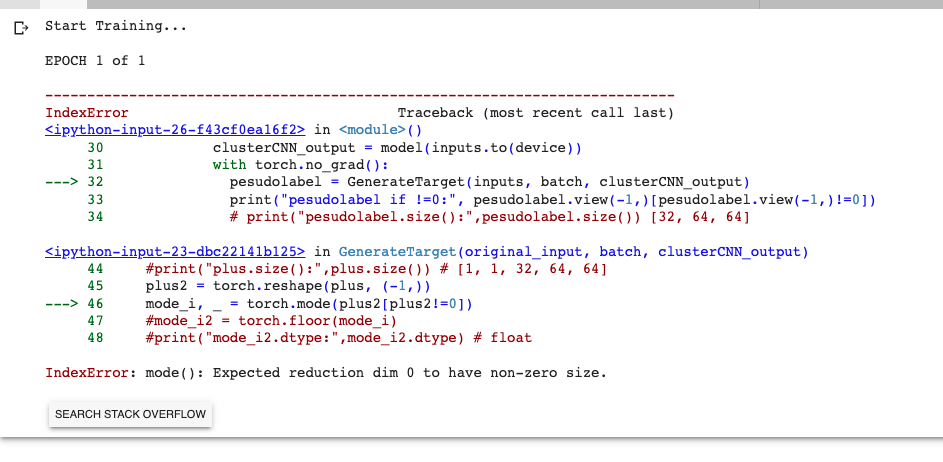 Start Training...
EPOCH 1 of 1
---------------------------------------------------------------------------
IndexError                                Traceback (most recent call last)
<ipython-input-26-f43cf0ea16f2> in <module>()
     30             clusterCNN_output = model(inputs.to(device))
     31             with torch.no_grad():
---> 32               pesudolabel = GenerateTarget(inputs, batch, clusterCNN_output)
     33               print("pesudolabel if !=0:", pesudolabel.view(-1,)[pesudolabel.view(-1,)!=0])
     34               # print("pesudolabel.size():",pesudolabel.size()) [32, 64, 64]
<ipython-input-23-dbc22141b125> in GenerateTarget(original_input, batch, clusterCNN_output)
     44     #print("plus.size():",plus.size()) # [1, 1, 32, 64, 64]
     45     plus2 = torch.reshape(plus, (-1,))
---> 46     mode_i, _ = torch.mode(plus2[plus2!=0])
     47     #mode_i2 = torch.floor(mode_i)
     48     #print("mode_i2.dtype:",mode_i2.dtype) # float
IndexError: mode(): Expected reduction dim 0 to have non-zero size.
SEARCH STACK OVERFLOW